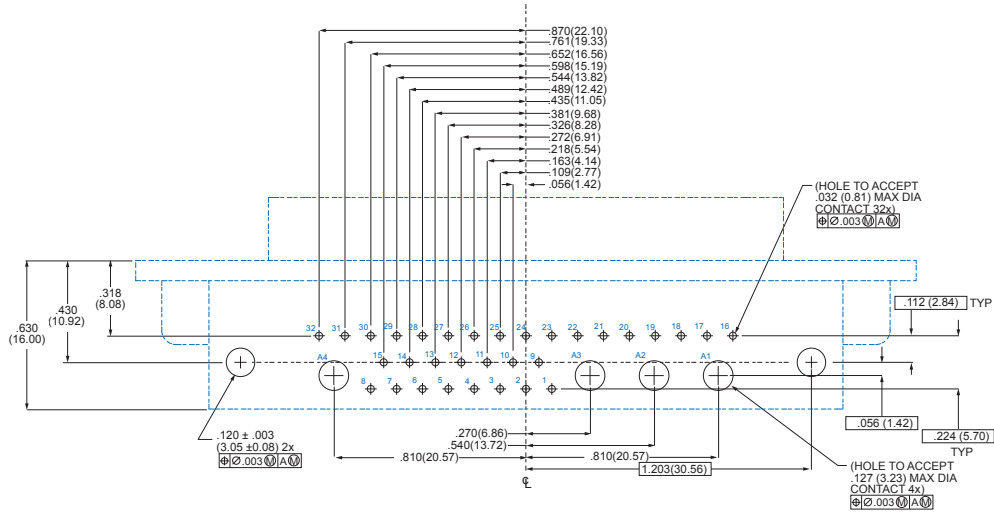 .870(22.10)
.761(19.33)
.652(16.56)
.598(15.19)
.544(13.82)
.489(12.42)
.435(11.05)
.381(9.68)
.326(8.28)
.272(6.91)
.218(5.54)
.163(4.14)
.109(2.77)
.056(1.42)
(HOLE TO ACCEPT
.032 (0.81) MAX DIA
CONTACT 32x)
⌖ Ø.003 Ⓜ A Ⓜ
.318
(8.08)
.430
(10.92)
.630
(16.00)
.112 (2.84) TYP
32 31 30 29 28 27 26 25 24 23 22 21 20 19 18 17 16
15 14 13 12 11 10 9
A4 A3 A2 A1
8 7 6 5 4 3 2 1
.056 (1.42)
.224 (5.70)
TYP
.120 ± .003
(3.05 ±0.08) 2x
⌖ Ø.003 Ⓜ A Ⓜ
.270(6.86)
.540(13.72)
.810(20.57) .810(20.57)
1.203(30.56)
℄
(HOLE TO ACCEPT
.127 (3.23) MAX DIA
CONTACT 4x)
⌖ Ø.003 Ⓜ A Ⓜ